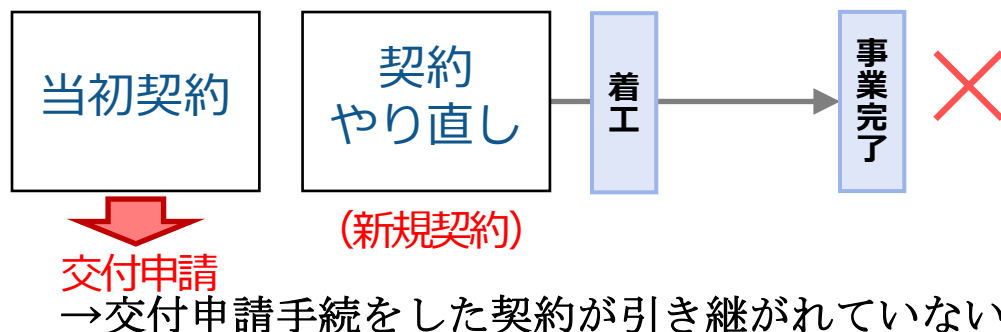 当初契約
契約
やり直し
着工
事業完了
（新規契約）
交付申請
→交付申請手続をした契約が引き継がれていない